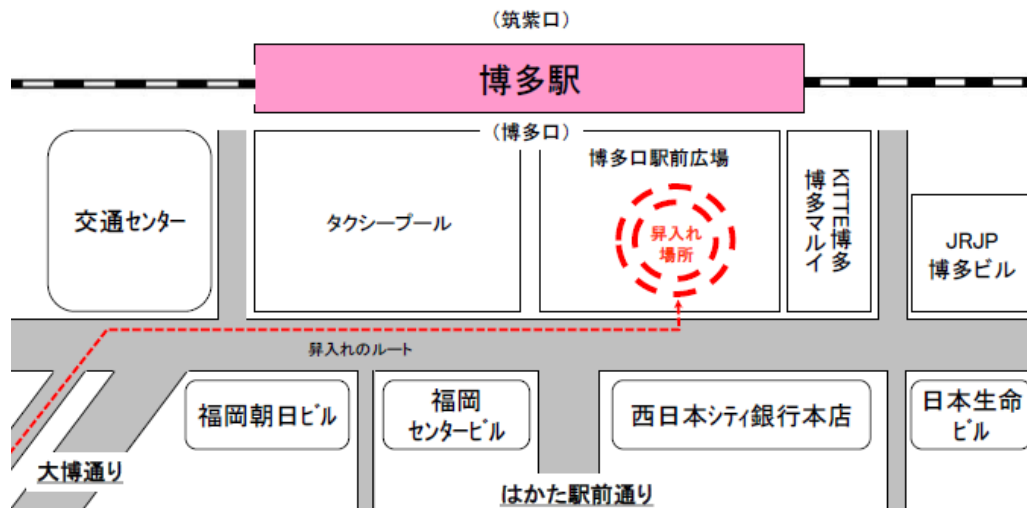 （筑紫口）
博多駅
（博多口）
交通センター
タクシープール
博多口駅前広場
舁入れ
場所
KITTE博多
博多マルイ
JRJP
博多ビル
舁入れのルート
福岡朝日ビル
福岡
センタービル
西日本シティ銀行本店
日本生命
ビル
大博通り
はかた駅前通り